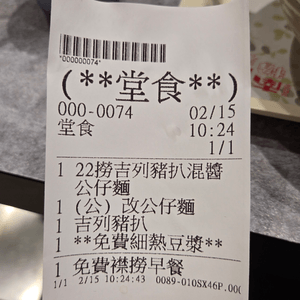 *000000074*
(**堂食**)
000-0074 02/15
堂食 10:24
1/1
1 22撈吉列豬扒混醬
公仔麵
1 (公) 改公仔麵
1 吉列豬扒
1 **免費細熱豆漿**
1 免費襟撈早餐
1/1 2/15 10:24:43 0089-010SX46P.00(